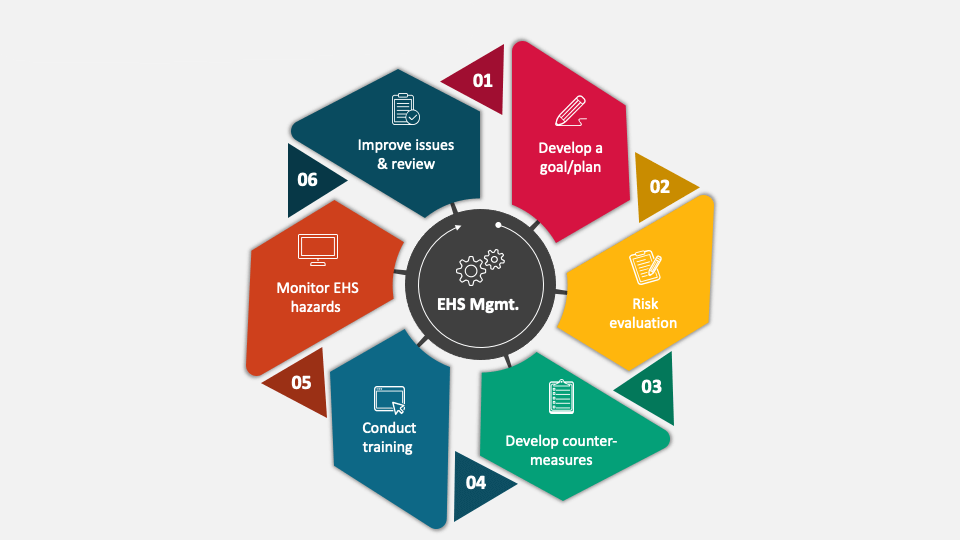 01
Develop a
goal/plan
02
Risk
evaluation
03
Develop counter-
measures
04
Conduct
training
05
Monitor EHS
hazards
06
Improve issues
& review
EHS Mgmt.